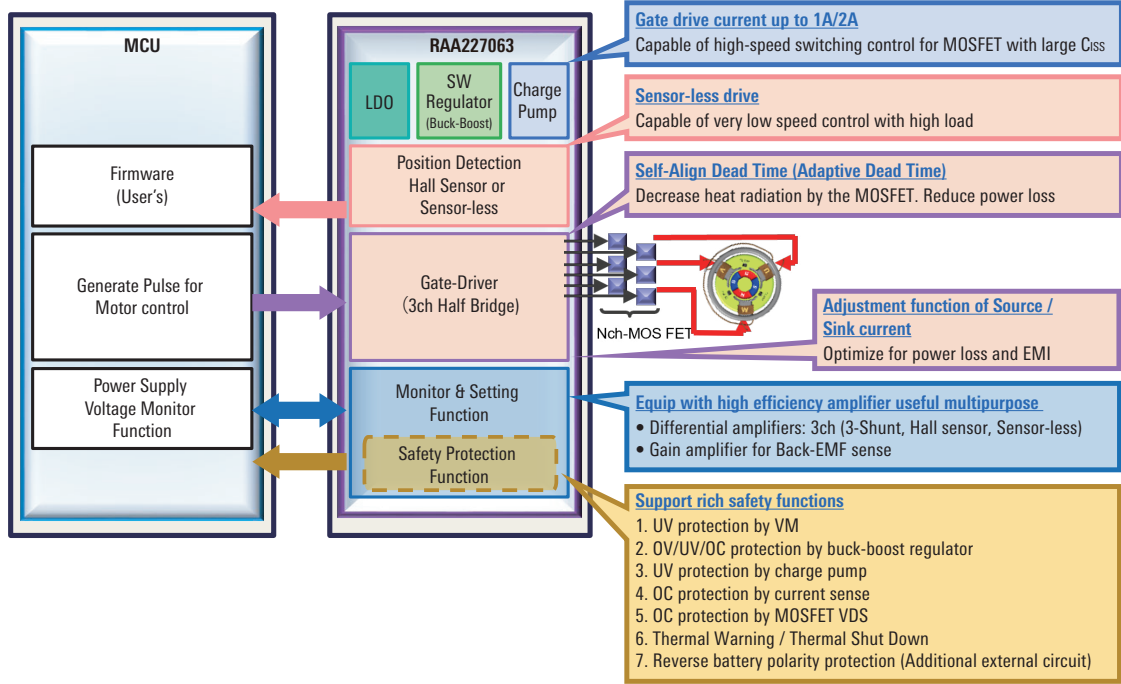 MCU
Firmware
(User's)
Generate Pulse for
Motor control
Power Supply
Voltage Monitor
Function
RAA227063
LDO
SW
Regulator
(Buck-Boost)
Charge
Pump
Position Detection
Hall Sensor or
Sensor-less
Gate-Driver
(3ch Half Bridge)
Monitor & Setting
Function
Safety Protection
Function
Nch-MOS FET
W
Gate drive current up to 1A/2A
Capable of high-speed switching control for MOSFET with large CISS
Sensor-less drive
Capable of very low speed control with high load
Self-Align Dead Time (Adaptive Dead Time)
Decrease heat radiation by the MOSFET. Reduce power loss
Adjustment function of Source /
Sink current
Optimize for power loss and EMI
Equip with high efficiency amplifier useful multipurpose
• Differential amplifiers: 3ch (3-Shunt, Hall sensor, Sensor-less)
• Gain amplifier for Back-EMF sense
Support rich safety functions
1. UV protection by VM
2. OV/UV/OC protection by buck-boost regulator
3. UV protection by charge pump
4. OC protection by current sense
5. OC protection by MOSFET VDS
6. Thermal Warning / Thermal Shut Down
7. Reverse battery polarity protection (Additional external circuit)